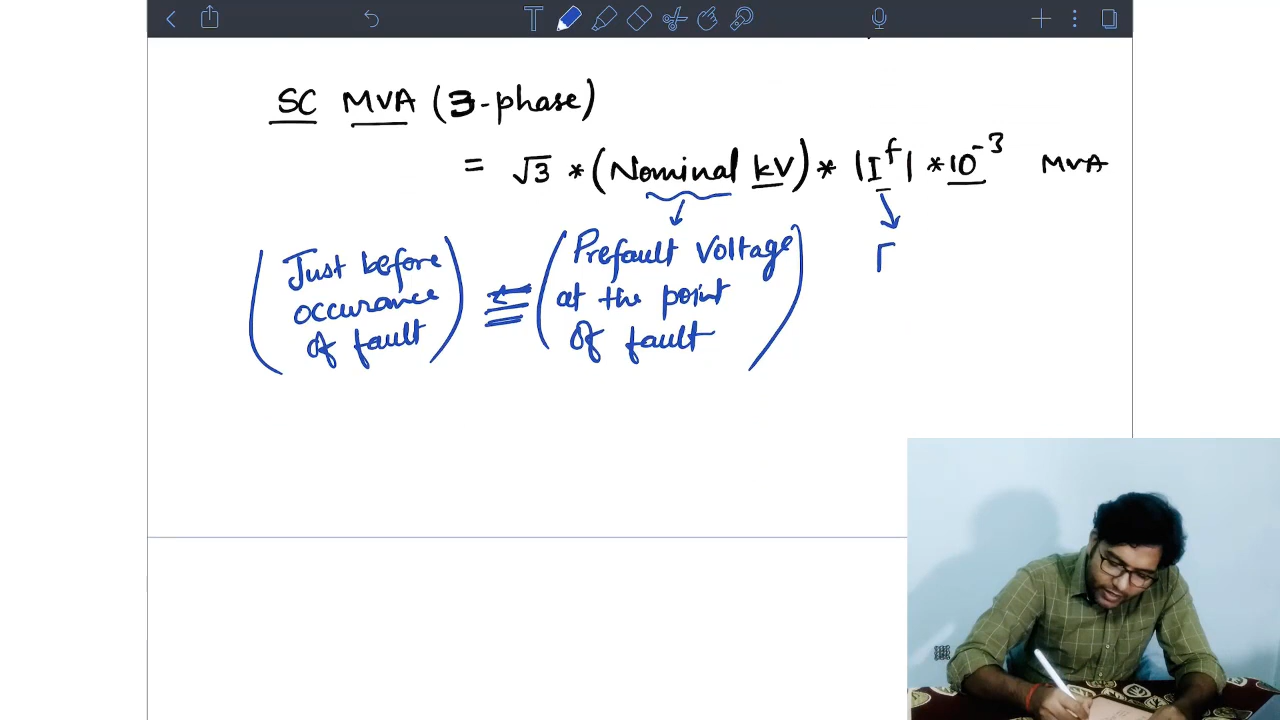 SC MVA (3-phase)
= √3 * (Nominal kV) * |I^f| * 10^-3 MVA
(Just before occurance of fault) ⇐ (Prefault Voltage at the point of fault)